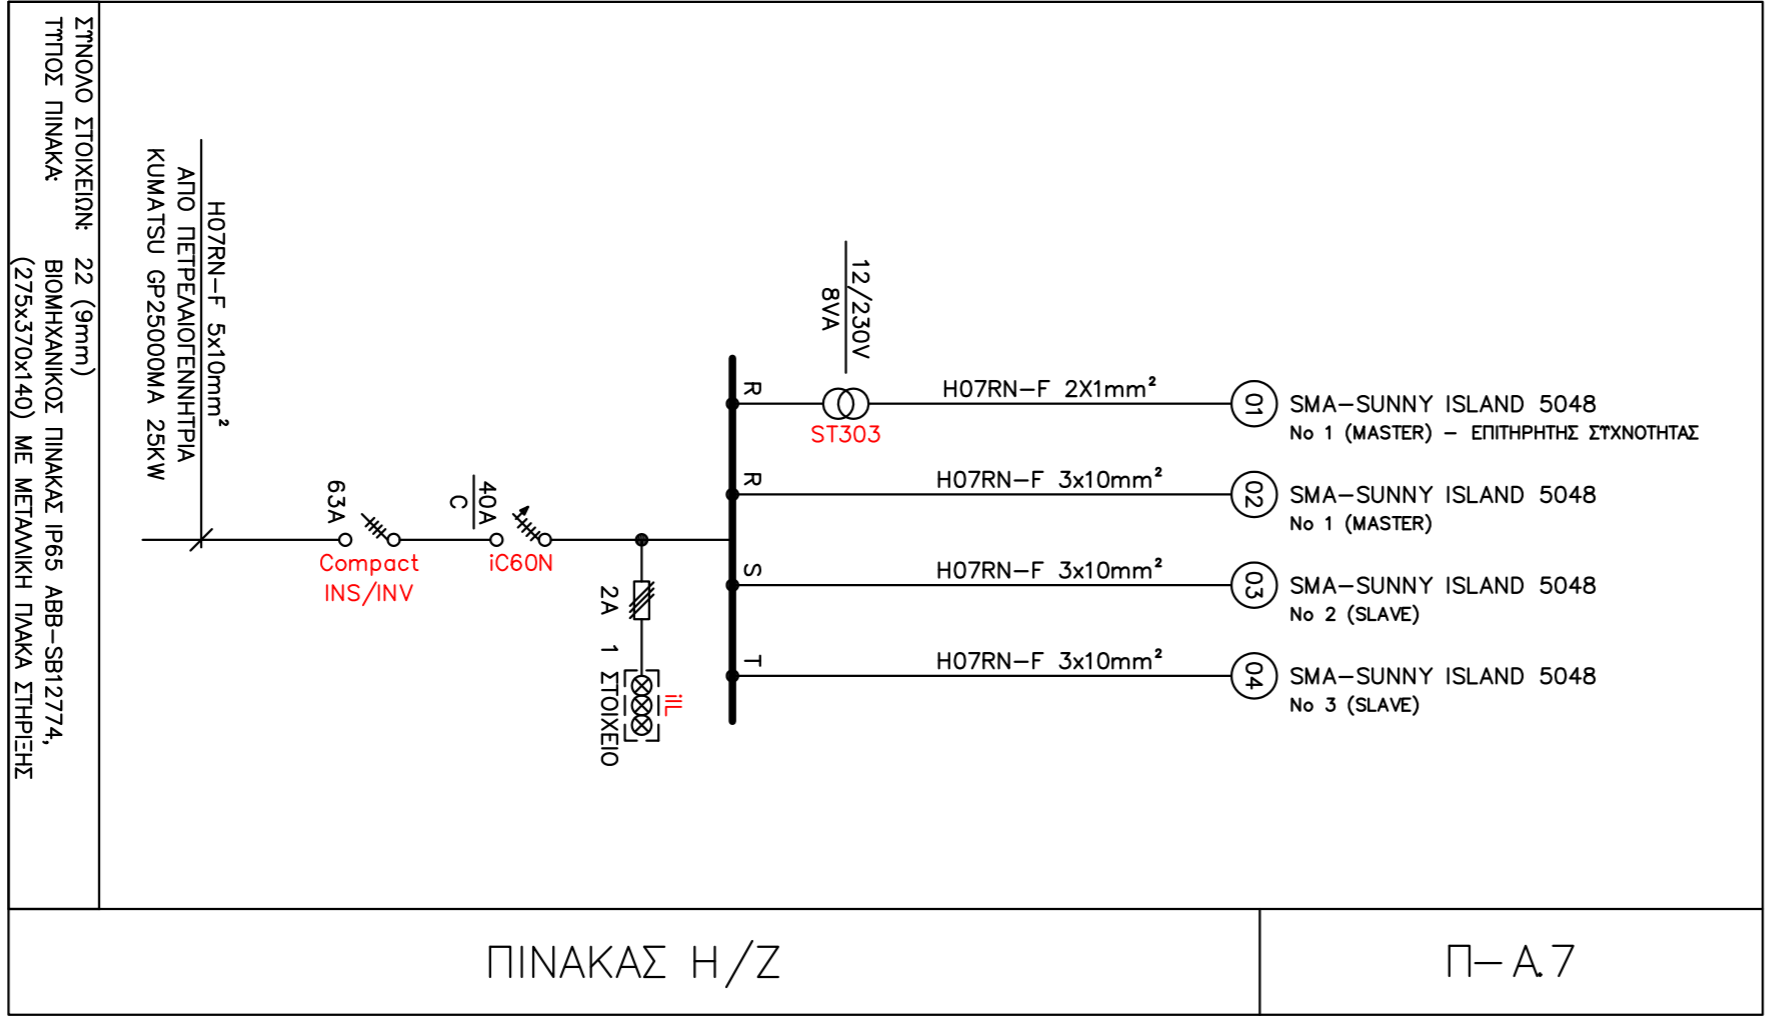 ΣΥΝΟΛΟ ΣΤΟΙΧΕΙΩΝ: 22 (9mm)
ΤΥΠΟΣ ΠΙΝΑΚΑ: ΒΙΟΜΗΧΑΝΙΚΟΣ ΠΙΝΑΚΑΣ IP65 ABB-SB12774,
(275x370x140) ΜΕ ΜΕΤΑΛΛΙΚΗ ΠΛΑΚΑ ΣΤΗΡΙΞΗΣ
H07RN-F 5x10mm²
ΑΠΟ ΠΕΤΡΕΛΑΙΟΓΕΝΝΗΤΡΙΑ
KUMATSU GP25000MA 25KW
63A
Compact
INS/INV
40A
C
iC60N
2A 1 ΣΤΟΙΧΕΙΟ
iIL
12/230V
8VA
R
ST303
H07RN-F 2X1mm²
01
SMA-SUNNY ISLAND 5048
No 1 (MASTER) - ΕΠΙΤΗΡΗΤΗΣ ΣΥΧΝΟΤΗΤΑΣ
R
H07RN-F 3x10mm²
02
SMA-SUNNY ISLAND 5048
No 1 (MASTER)
S
H07RN-F 3x10mm²
03
SMA-SUNNY ISLAND 5048
No 2 (SLAVE)
T
H07RN-F 3x10mm²
04
SMA-SUNNY ISLAND 5048
No 3 (SLAVE)
ΠΙΝΑΚΑΣ Η/Ζ
Π-Α.7